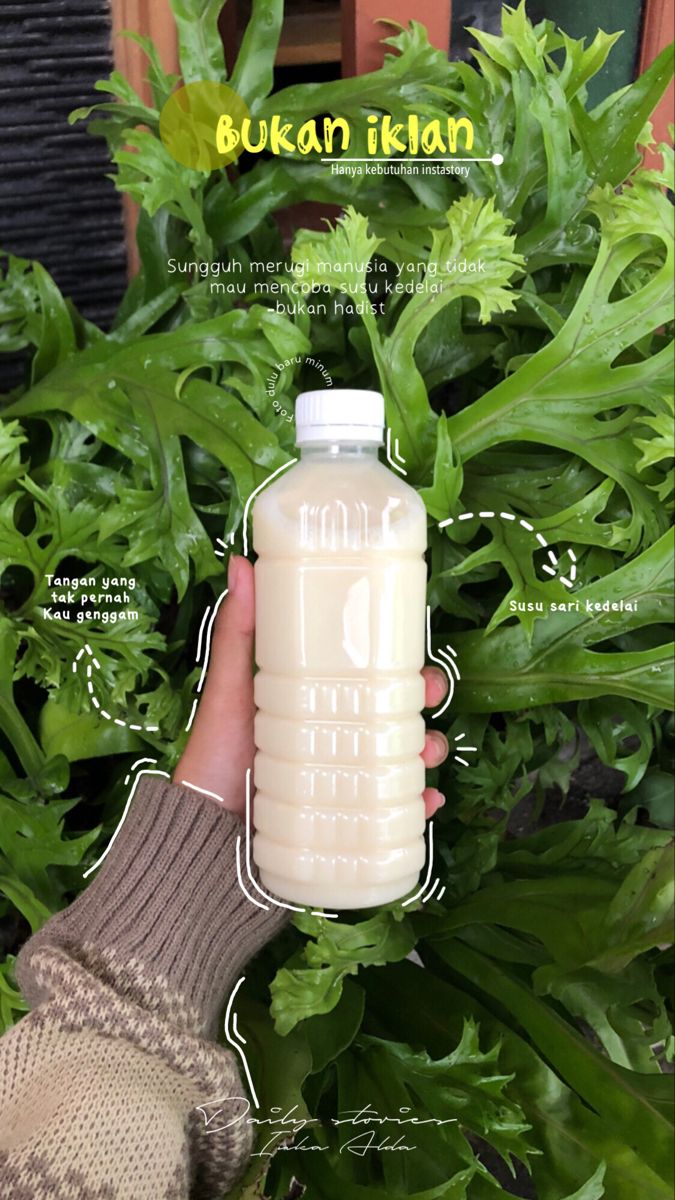 Bukan iklan
Hanya kebutuhan instastory
Sungguh merugi manusia yang tidak
mau mencoba susu kedelai
-bukan hadist
Foto dulu baru minum
Tangan yang
tak pernah
Kau genggam
Susu sari kedelai
Daily stories
Inka Alda